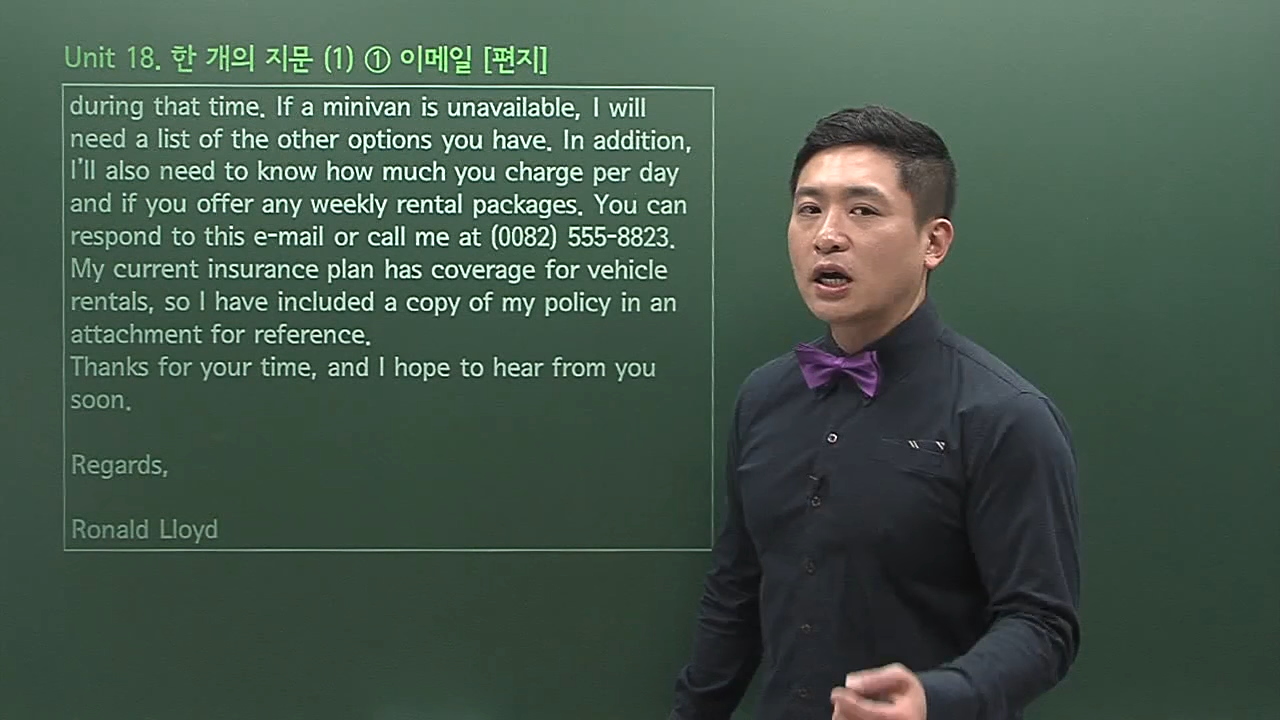 Unit 18. 한 개의 지문 (1) ① 이메일 [편지]
during that time. If a minivan is unavailable, I will
need a list of the other options you have. In addition,
I'll also need to know how much you charge per day
and if you offer any weekly rental packages. You can
respond to this e-mail or call me at (0082) 555-8823.
My current insurance plan has coverage for vehicle
rentals, so I have included a copy of my policy in an
attachment for reference.
Thanks for your time, and I hope to hear from you
soon.
Regards,
Ronald Lloyd